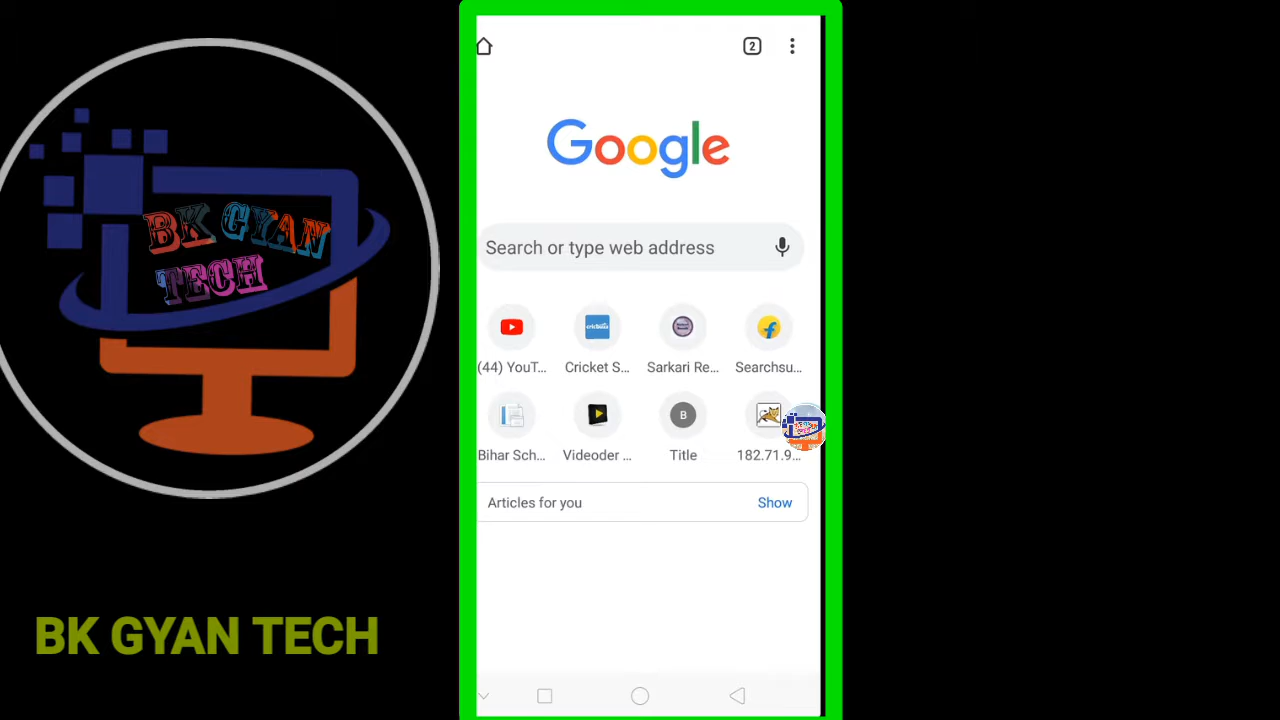 BK GYAN
TECH
BK GYAN TECH
2
Google
Search or type web address
(44) YouT...
Cricket S...
Sarkari Re...
Searchsu...
Bihar Sch...
Videoder ...
B
Title
182.71.9...
Articles for you
Show